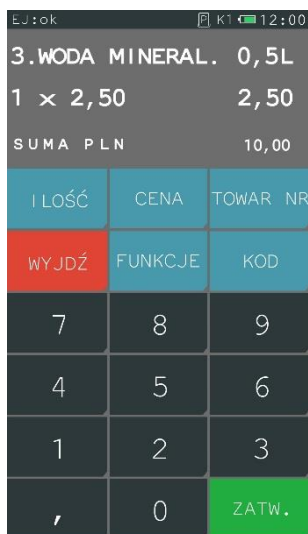 EJ:ok P K1 12:00
3.WODA MINERAL. 0,5L
1 x 2,50 2,50
SUMA PLN 10,00
ILOŚĆ CENA TOWAR NR
WYJDŹ FUNKCJE KOD
7 8 9
4 5 6
1 2 3
, 0 ZATW.